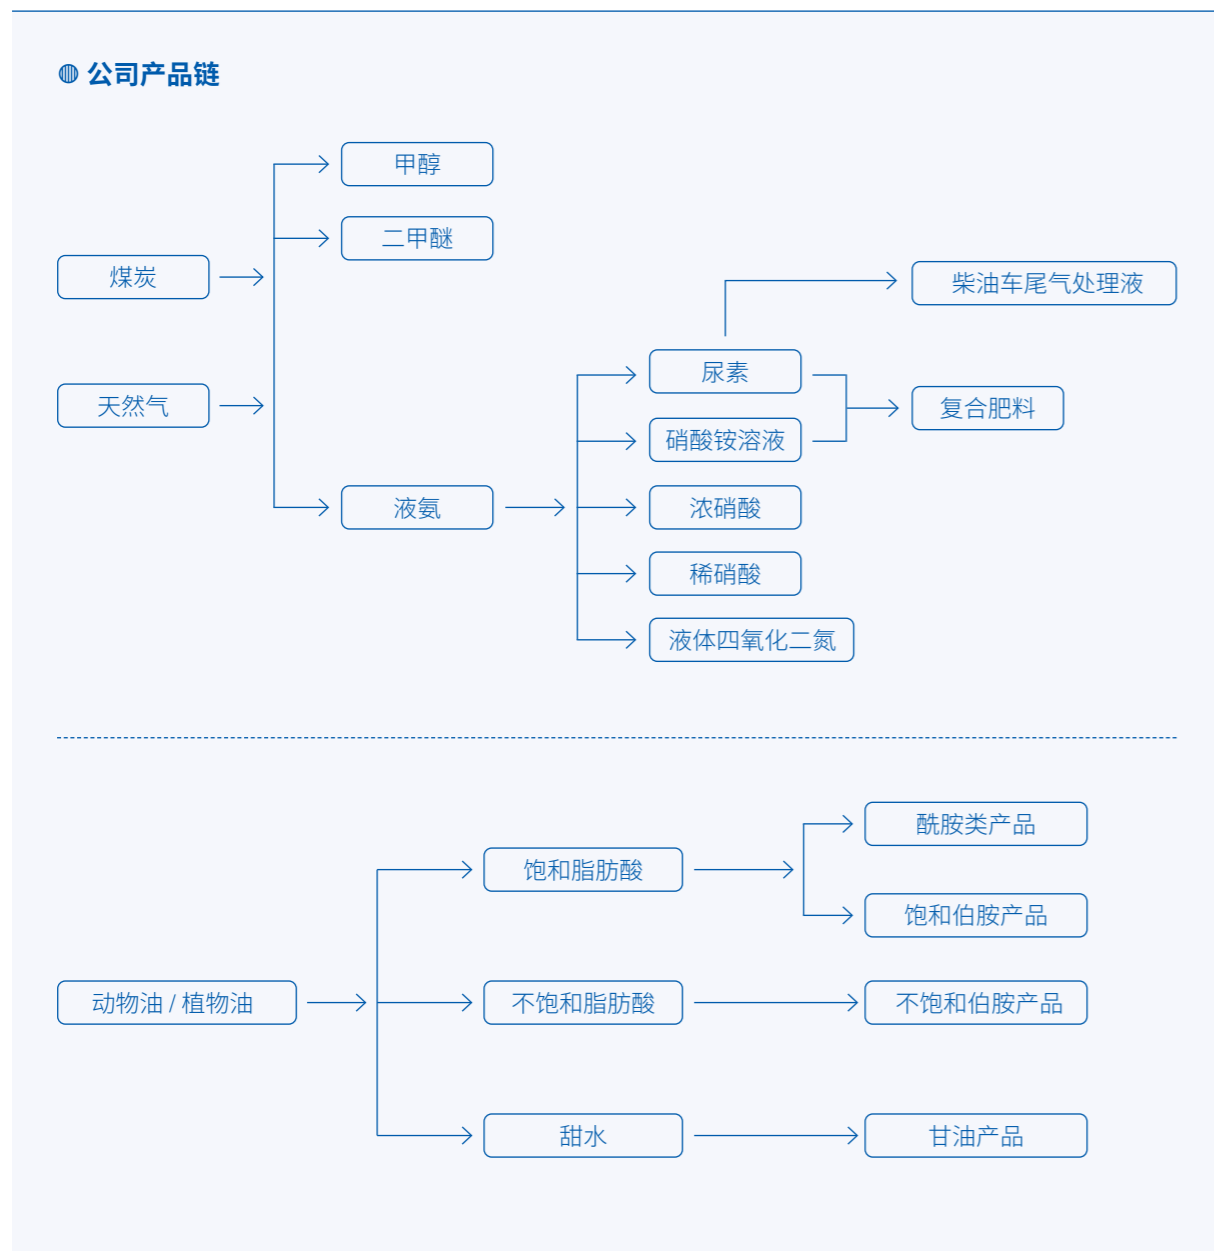 公司产品链
甲醇
二甲醚
煤炭
柴油车尾气处理液
尿素
天然气
复合肥料
硝酸铵溶液
液氨
浓硝酸
稀硝酸
液体四氧化二氮
酰胺类产品
饱和脂肪酸
饱和伯胺产品
动物油 / 植物油
不饱和脂肪酸
不饱和伯胺产品
甜水
甘油产品